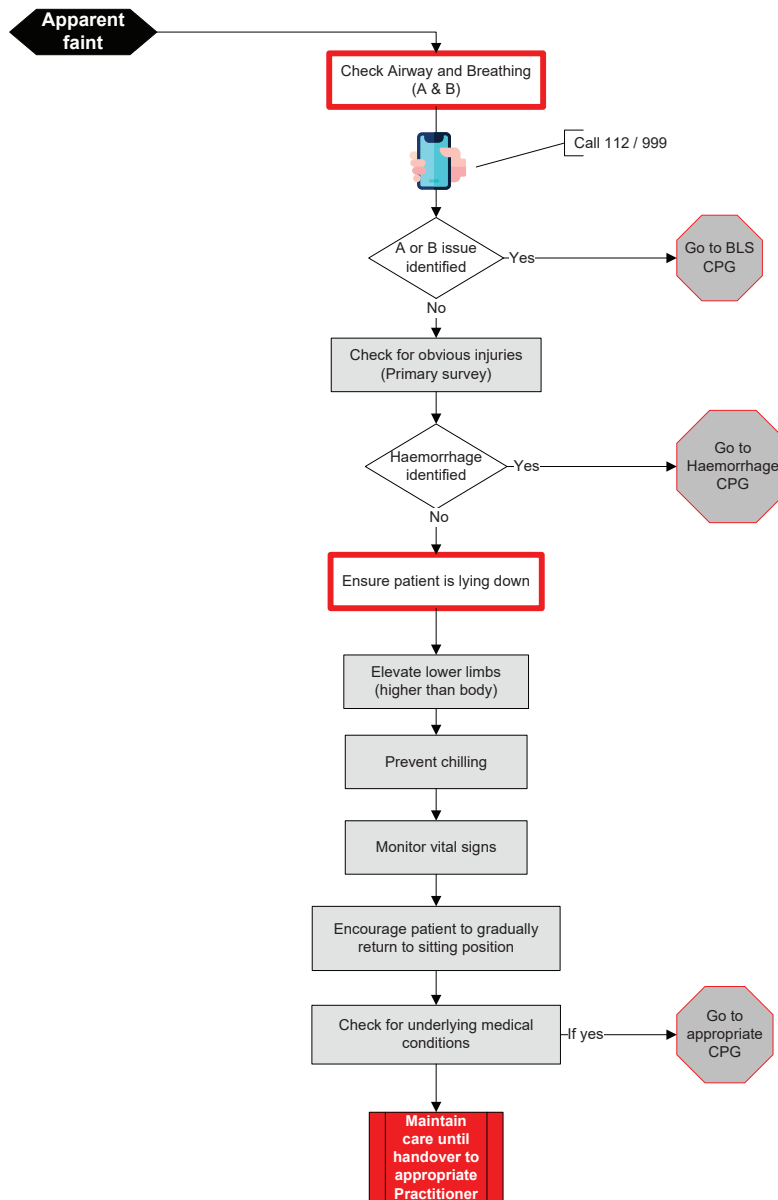 Apparent
faint
Check Airway and Breathing
(A & B)
Call 112 / 999
A or B issue
identified
Yes
Go to BLS
CPG
No
Check for obvious injuries
(Primary survey)
Haemorrhage
identified
Yes
Go to
Haemorrhage
CPG
No
Ensure patient is lying down
Elevate lower limbs
(higher than body)
Prevent chilling
Monitor vital signs
Encourage patient to gradually
return to sitting position
Check for underlying medical
conditions
If yes
Go to
appropriate
CPG
Maintain
care until
handover to
appropriate
Practitioner